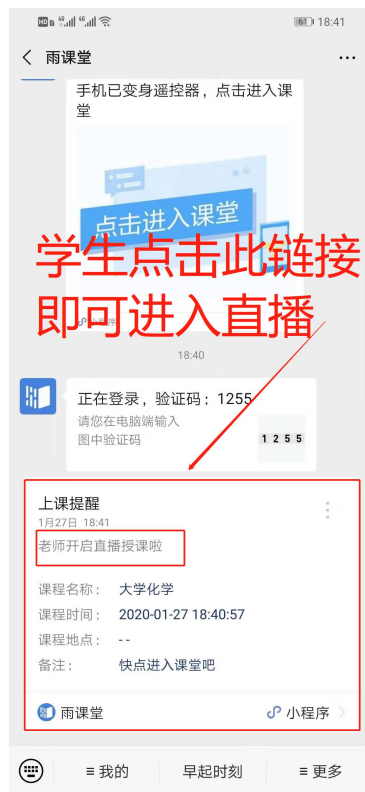 HD 4G 4G 61 18:41
雨课堂
手机已变身遥控器，点击进入课
堂
点击进入课堂
学生点击此链接
即可进入直播
小程序
18:40
正在登录，验证码：1255
请您在电脑端输入
图中验证码
1 2 5 5
上课提醒
1月27日 18:41
老师开启直播授课啦
课程名称： 大学化学
课程时间： 2020-01-27 18:40:57
课程地点： --
备注： 快点进入课堂吧
雨课堂 小程序
≡ 我的 早起时刻 ≡ 更多